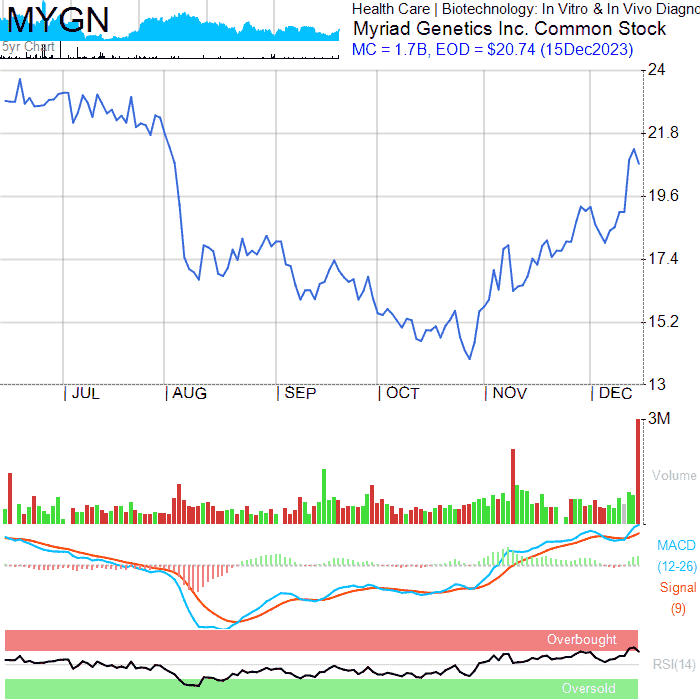 MYGN
5yr Chart
Health Care | Biotechnology: In Vitro & In Vivo Diagno
Myriad Genetics Inc. Common Stock
MC = 1.7B, EOD = $20.74 (15Dec2023)
24
21.8
19.6
17.4
15.2
13
JUL AUG SEP OCT NOV DEC
3M
Volume
MACD
(12-26)
Signal
(9)
Overbought
RSI(14)
Oversold